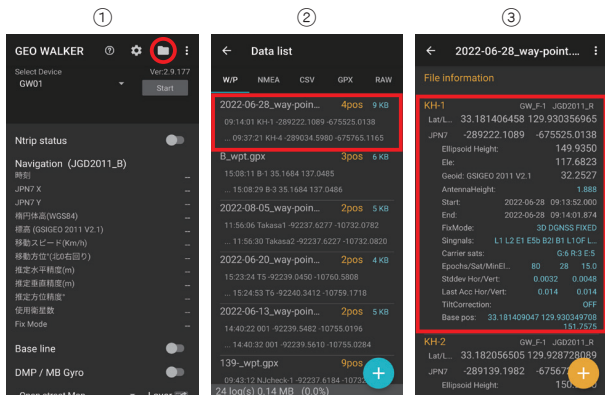 ①
②
③
GEO WALKER
Select Device
Ver:2.9.177
GW01
Start
Ntrip status
Navigation (JGD2011_B)
時刻
JPN7 X
JPN7 Y
楕円体高(WGS84)
標高 (GSIGEO 2011 V2.1)
移動スピード(Km/h)
移動方位°(北0右回り)
推定水平精度(m)
推定垂直精度(m)
推定方位精度°
使用衛星数
Fix Mode
Base line
DMP / MB Gyro
Data list
W/P NMEA CSV GPX RAW
2022-06-28_way-poin... 4pos 9 KB
09:14:01 KH-1 -289222.1089 -675525.0138
... 09:37:21 KH-4 -289034.5980 -675765.1165
B_wpt.gpx 3pos 6 KB
15:08:11 B-1 35.1684 137.0485
... 15:08:29 B-3 35.1684 137.0486
2022-08-05_way-poin... 2pos 5 KB
11:56:06 Takasa1 -92237.6277 -10732.0782
... 11:56:30 Takasa2 -92237.6227 -10732.0820
2022-06-20_way-poin... 2pos 4 KB
15:23:24 T5 -92239.0450 -10760.5808
... 15:24:53 T6 -92240.3412 -10759.1718
2022-06-13_way-poin... 2pos 5 KB
14:40:22 001 -92239.5482 -10755.0196
... 14:40:32 001 -92239.5610 -10755.0284
139-_wpt.gpx 9pos
09:43:12 NJcheck-1 -92237.6184 -10732
24 log(s) 0.14 MB (0.0%)
2022-06-28_way-point....
File information
KH-1 GW_F-1 JGD2011_R
Lat/L... 33.181406458 129.930356965
JPN7 -289222.1089 -675525.0138
Ellipsoid Height: 149.9350
Ele: 117.6823
Geoid: GSIGEO 2011 V2.1 32.2527
AntennaHeight: 1.888
Start: 2022-06-28 09:13:52.000
End: 2022-06-28 09:14:01.874
FixMode: 3D DGNSS FIXED
Singnals: L1 L2 E1 E5b B2I B1 L1OF L...
Carrier sats: G:6 R:3 E:5
Epochs/Sat/MinEl... 80 28 15.0
Stddev Hor/Vert: 0.0032 0.0048
Last Acc Hor/Vert: 0.014 0.014
TiltCorrection: OFF
Base pos: 33.181409047 129.930349708
151.7575
KH-2 GW_F-1 JGD2011_R
Lat/L... 33.182056505 129.928728089
JPN7 -289139.1982
Ellipsoid Height: